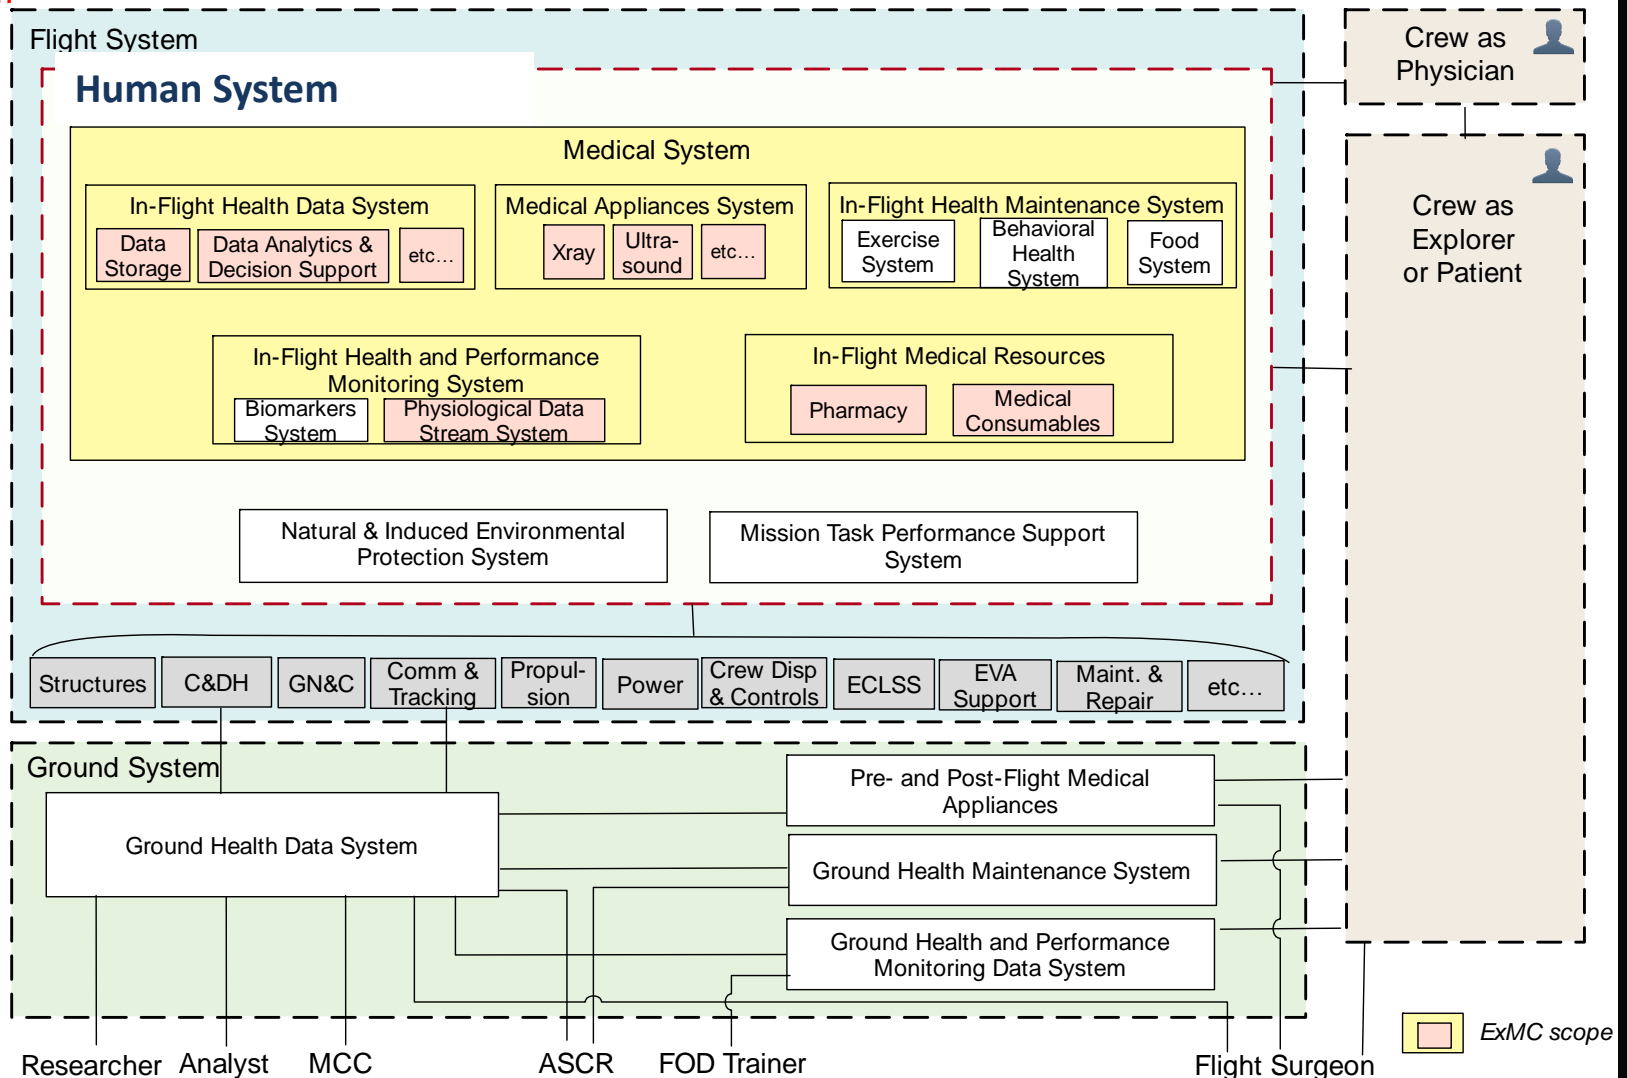 Flight System
Human System
Medical System
In-Flight Health Data System
Data
Storage
Data Analytics &
Decision Support
etc…
Medical Appliances System
Xray
Ultra-
sound
etc…
In-Flight Health Maintenance System
Exercise
System
Behavioral
Health
System
Food
System
In-Flight Health and Performance
Monitoring System
Biomarkers
System
Physiological Data
Stream System
In-Flight Medical Resources
Pharmacy
Medical
Consumables
Natural & Induced Environmental
Protection System
Mission Task Performance Support
System
Structures
C&DH
GN&C
Comm &
Tracking
Propul-
sion
Power
Crew Disp
& Controls
ECLSS
EVA
Support
Maint. &
Repair
etc…
Crew as
Physician
Crew as
Explorer
or Patient
Ground System
Ground Health Data System
Pre- and Post-Flight Medical
Appliances
Ground Health Maintenance System
Ground Health and Performance
Monitoring Data System
Researcher
Analyst
MCC
ASCR
FOD Trainer
Flight Surgeon
ExMC scope